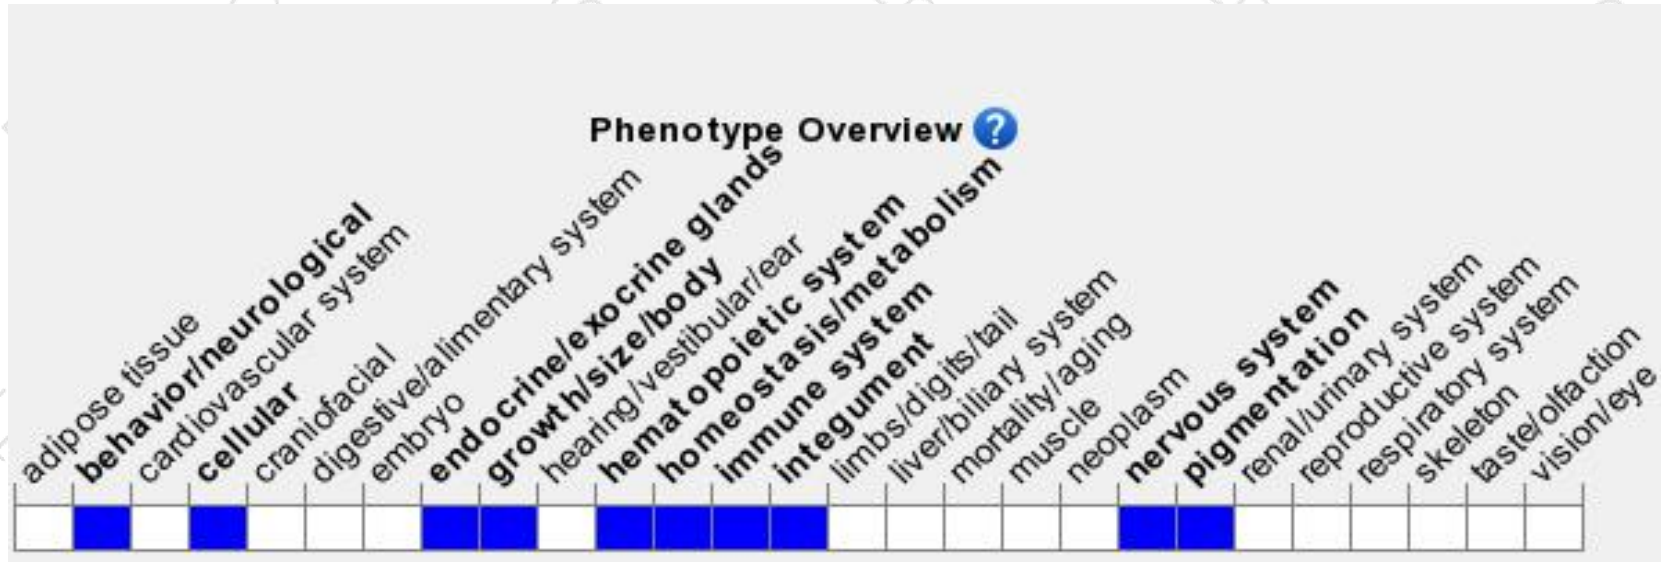 Phenotype Overview ?
adipose tissue
behavior/neurological
cardiovascular system
cellular
craniofacial
digestive/alimentary system
embryo
endocrine/exocrine glands
growth/size/body
hearing/vestibular/ear
hematopoietic system
homeostasis/metabolism
immune system
integument
limbs/digits/tail
liver/biliary system
mortality/aging
muscle
neoplasm
nervous system
pigmentation
renal/urinary system
reproductive system
respiratory system
skeleton
taste/olfaction
vision/eye